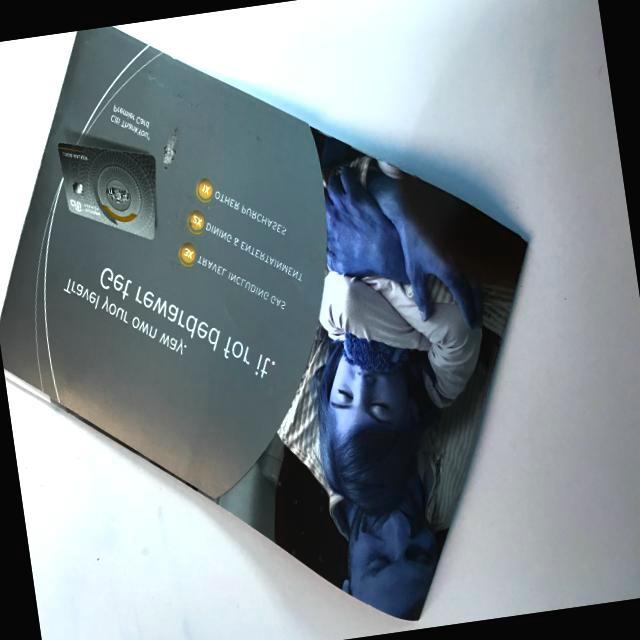 Travel your own way.
Get rewarded for it.
3X TRAVEL INCLUDING GAS
2X DINING & ENTERTAINMENT
1X OTHER PURCHASES
Citi ThankYou®
Premier Card
citi